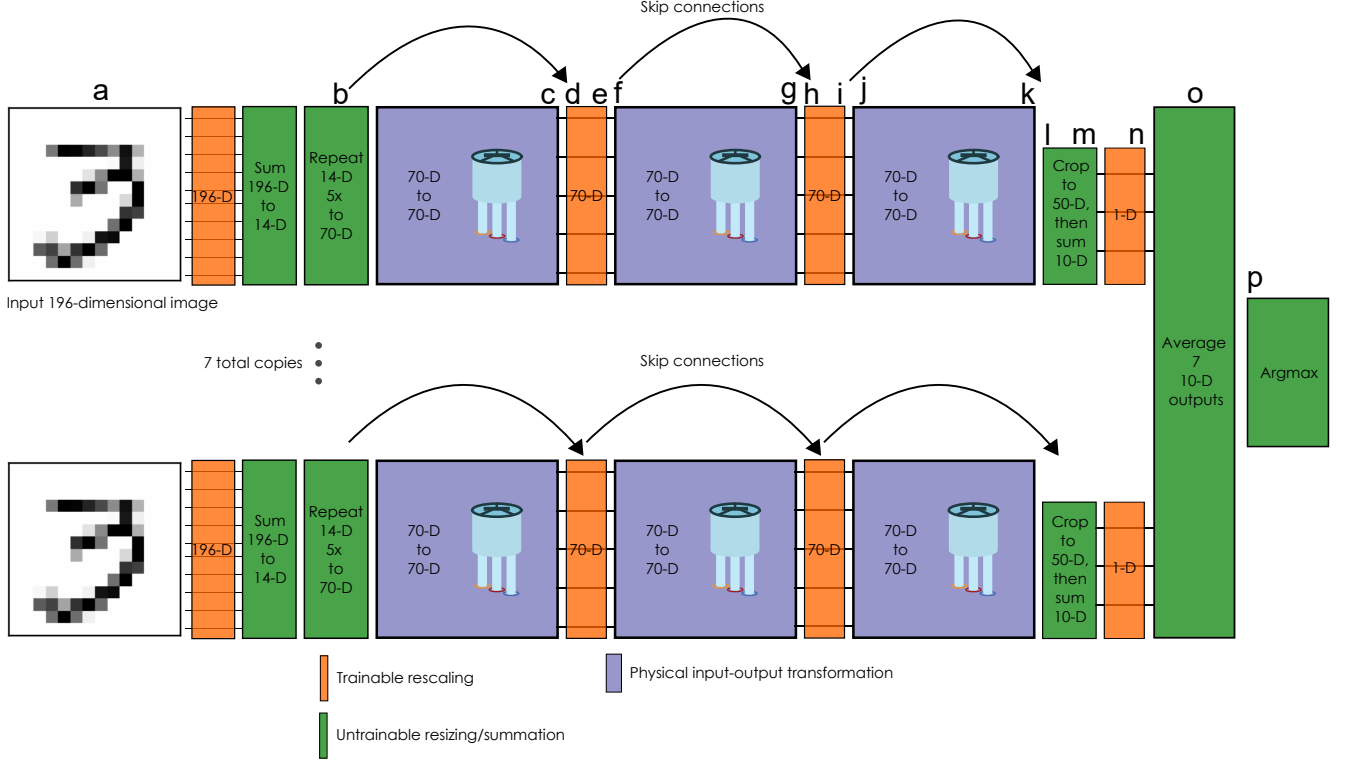 Skip connections
a
b
c
d
e
f
g
h
i
j
k
l
m
n
o
p
196-D
Sum
196-D
to
14-D
Repeat
14-D
5x
to
70-D
70-D
to
70-D
70-D
70-D
to
70-D
70-D
70-D
to
70-D
Crop
to
50-D,
then
sum
10-D
1-D
Average
7
10-D
outputs
Argmax
Input 196-dimensional image
7 total copies
Skip connections
196-D
Sum
196-D
to
14-D
Repeat
14-D
5x
to
70-D
70-D
to
70-D
70-D
70-D
to
70-D
70-D
70-D
to
70-D
Crop
to
50-D,
then
sum
10-D
1-D
Trainable rescaling
Physical input-output transformation
Untrainable resizing/summation